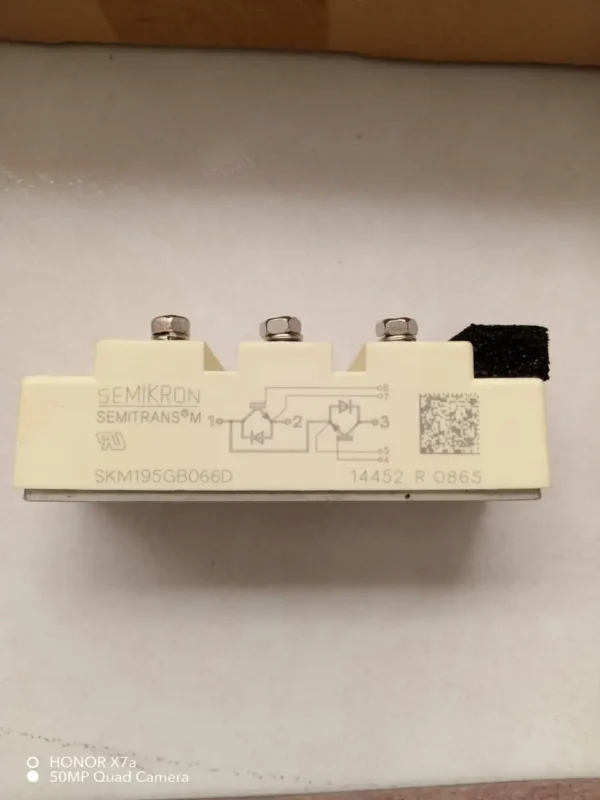 SEMIKRON
SEMITRANS®M
1 2 3
6
7
5
4
SKM195GB066D
14452 R 0865
HONOR X7a
50MP Quad Camera